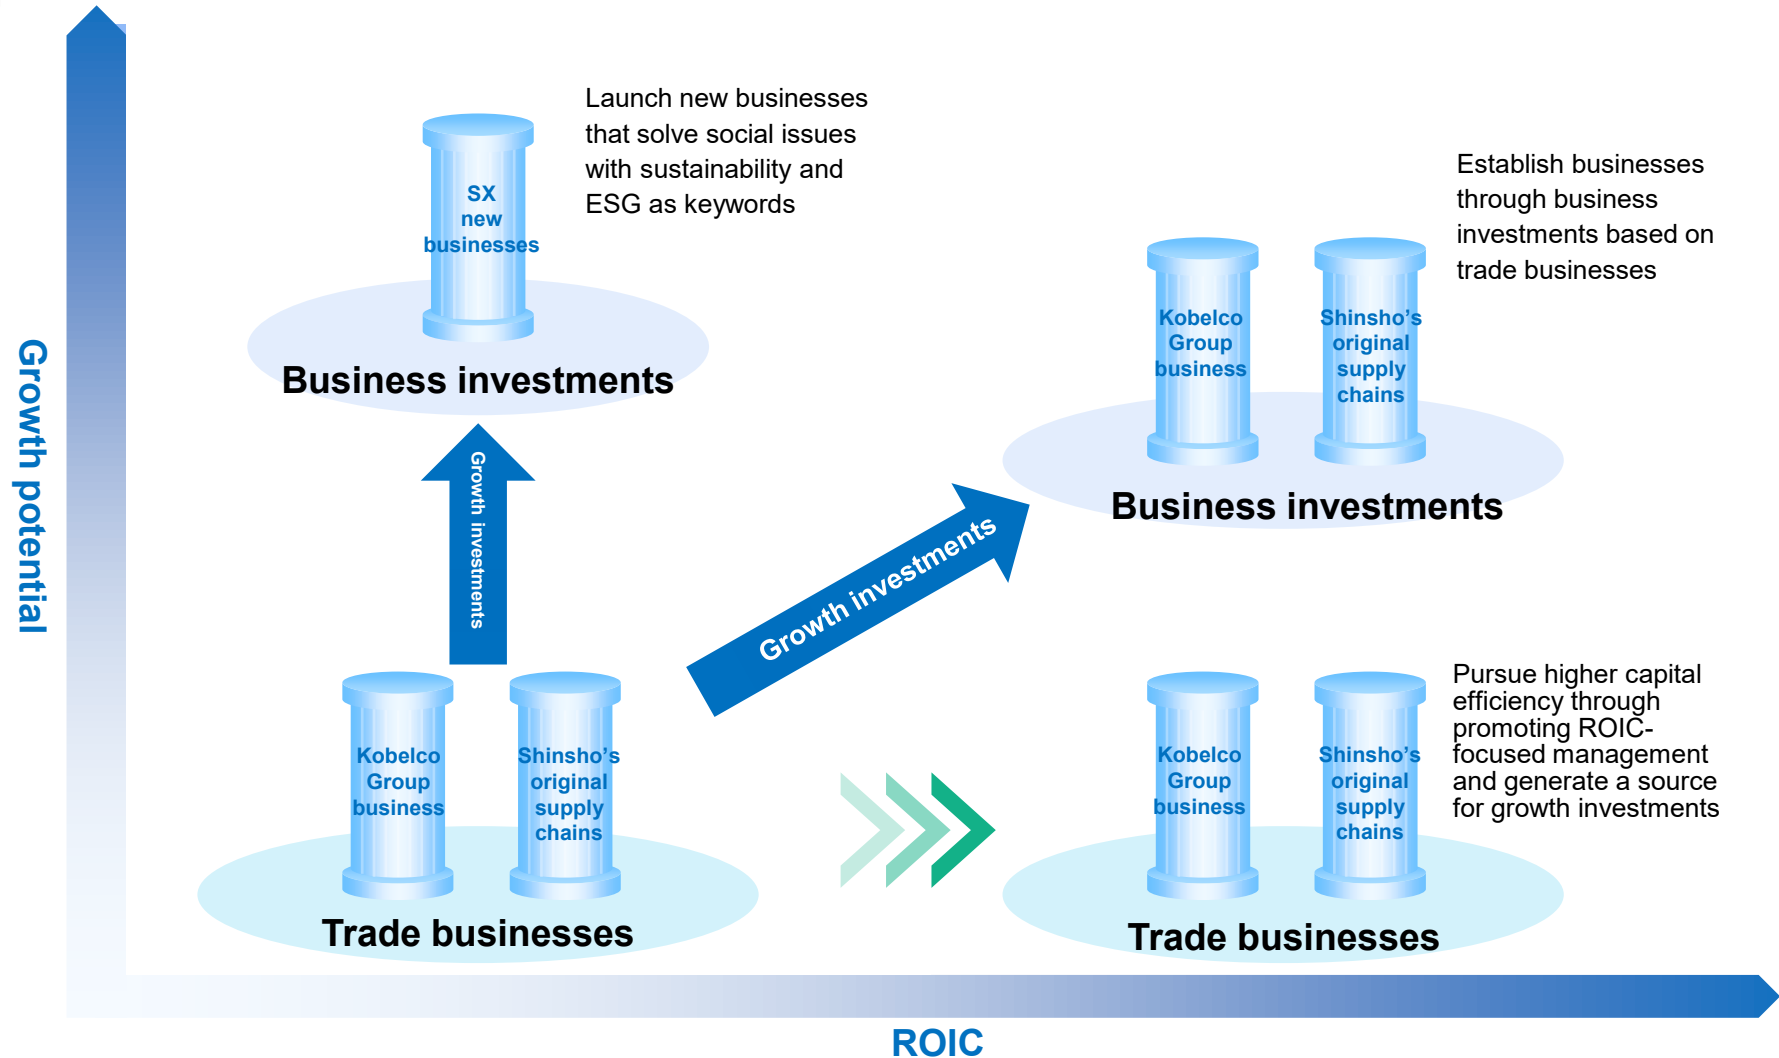 Growth potential
Launch new businesses
that solve social issues
with sustainability and
ESG as keywords
SX
new
businesses
Business investments
Growth investments
Establish businesses
through business
investments based on
trade businesses
Kobelco
Group
business
Shinsho’s
original
supply
chains
Business investments
Growth investments
Kobelco
Group
business
Shinsho’s
original
supply
chains
Trade businesses
Kobelco
Group
business
Shinsho’s
original
supply
chains
Trade businesses
Pursue higher capital
efficiency through
promoting ROIC-
focused management
and generate a source
for growth investments
ROIC